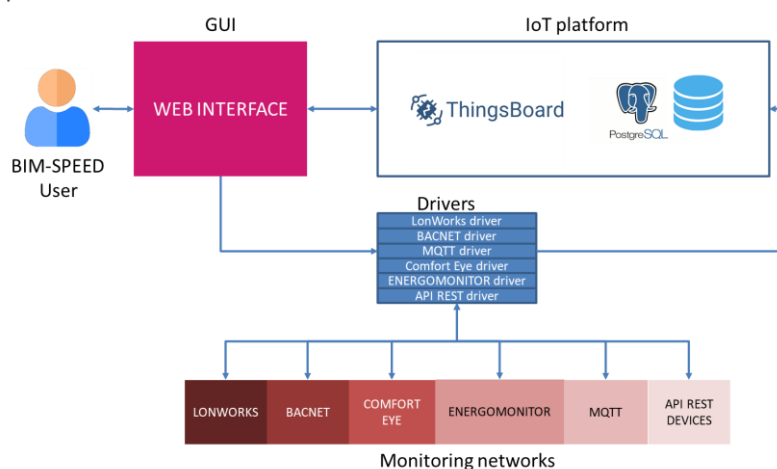 GUI
IoT platform
WEB INTERFACE
ThingsBoard
PostgreSQL
BIM-SPEED
User
Drivers
LonWorks driver
BACNET driver
MQTT driver
Comfort Eye driver
ENERGOMONITOR driver
API REST driver
LONWORKS
BACNET
COMFORT
EYE
ENERGOMONITOR
MQTT
API REST
DEVICES
Monitoring networks